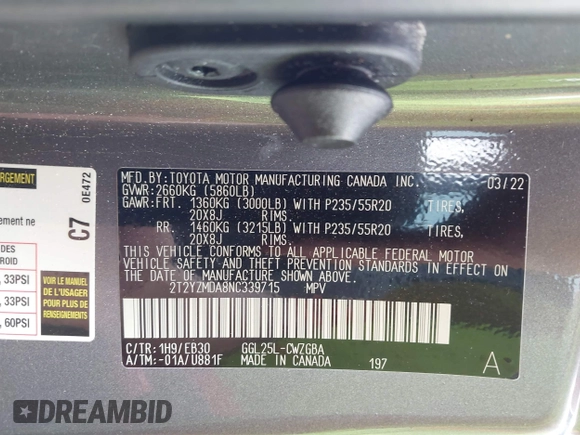 MFD.BY:TOYOTA MOTOR MANUFACTURING CANADA INC. 03/22
GVWR:2660KG (5860LB)
GAWR:FRT. 1360KG (3000LB) WITH P235/55R20 TIRES,
20X8J RIMS.
RR. 1460KG (3215LB) WITH P235/55R20 TIRES,
20X8J RIMS.
THIS VEHICLE CONFORMS TO ALL APPLICABLE FEDERAL MOTOR
VEHICLE SAFETY AND THEFT PREVENTION STANDARDS IN EFFECT ON
THE DATE OF MANUFACTURE SHOWN ABOVE.
2T2YZMDA8NC339715 MPV
C/TR:1H9/EB30 GGL25L-CWZGBA
A/TM:-01A/U881F MADE IN CANADA 197 A
ARGEMENT
0E472
C7
ne
DES
ROID
, 33PSI
, 33PSI
, 60PSI
VOIR MANUEL
DE L'USAGER
POUR PLUS DE
RENSEIGNEMENTS
DREAMBID